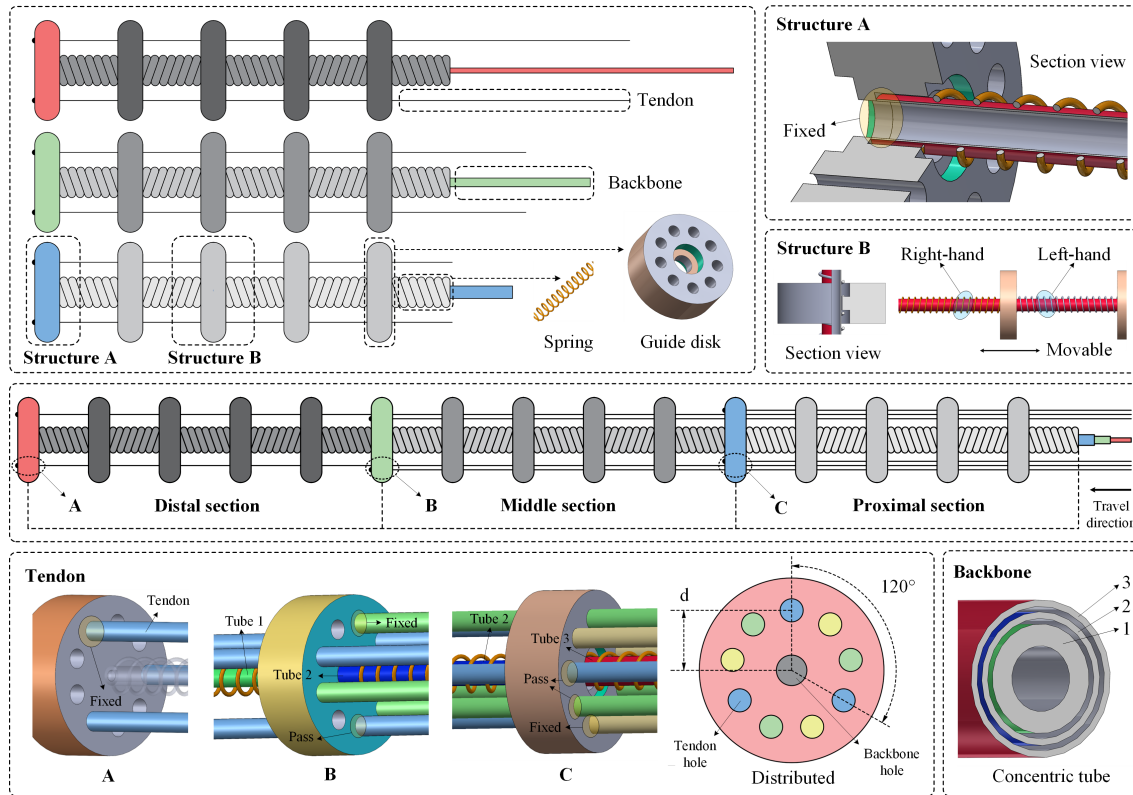 Tendon
Backbone
Structure A
Structure B
Spring
Guide disk
Structure A
Section view
Fixed
Structure B
Right-hand
Left-hand
Section view
Movable
A
Distal section
B
Middle section
C
Proximal section
Travel
direction
Tendon
Tendon
Fixed
A
Tube 1
Fixed
Tube 2
Pass
B
Tube 2
Tube 3
Pass
Fixed
C
d
120°
Tendon
hole
Backbone
hole
Distributed
Backbone
3
2
1
Concentric tube